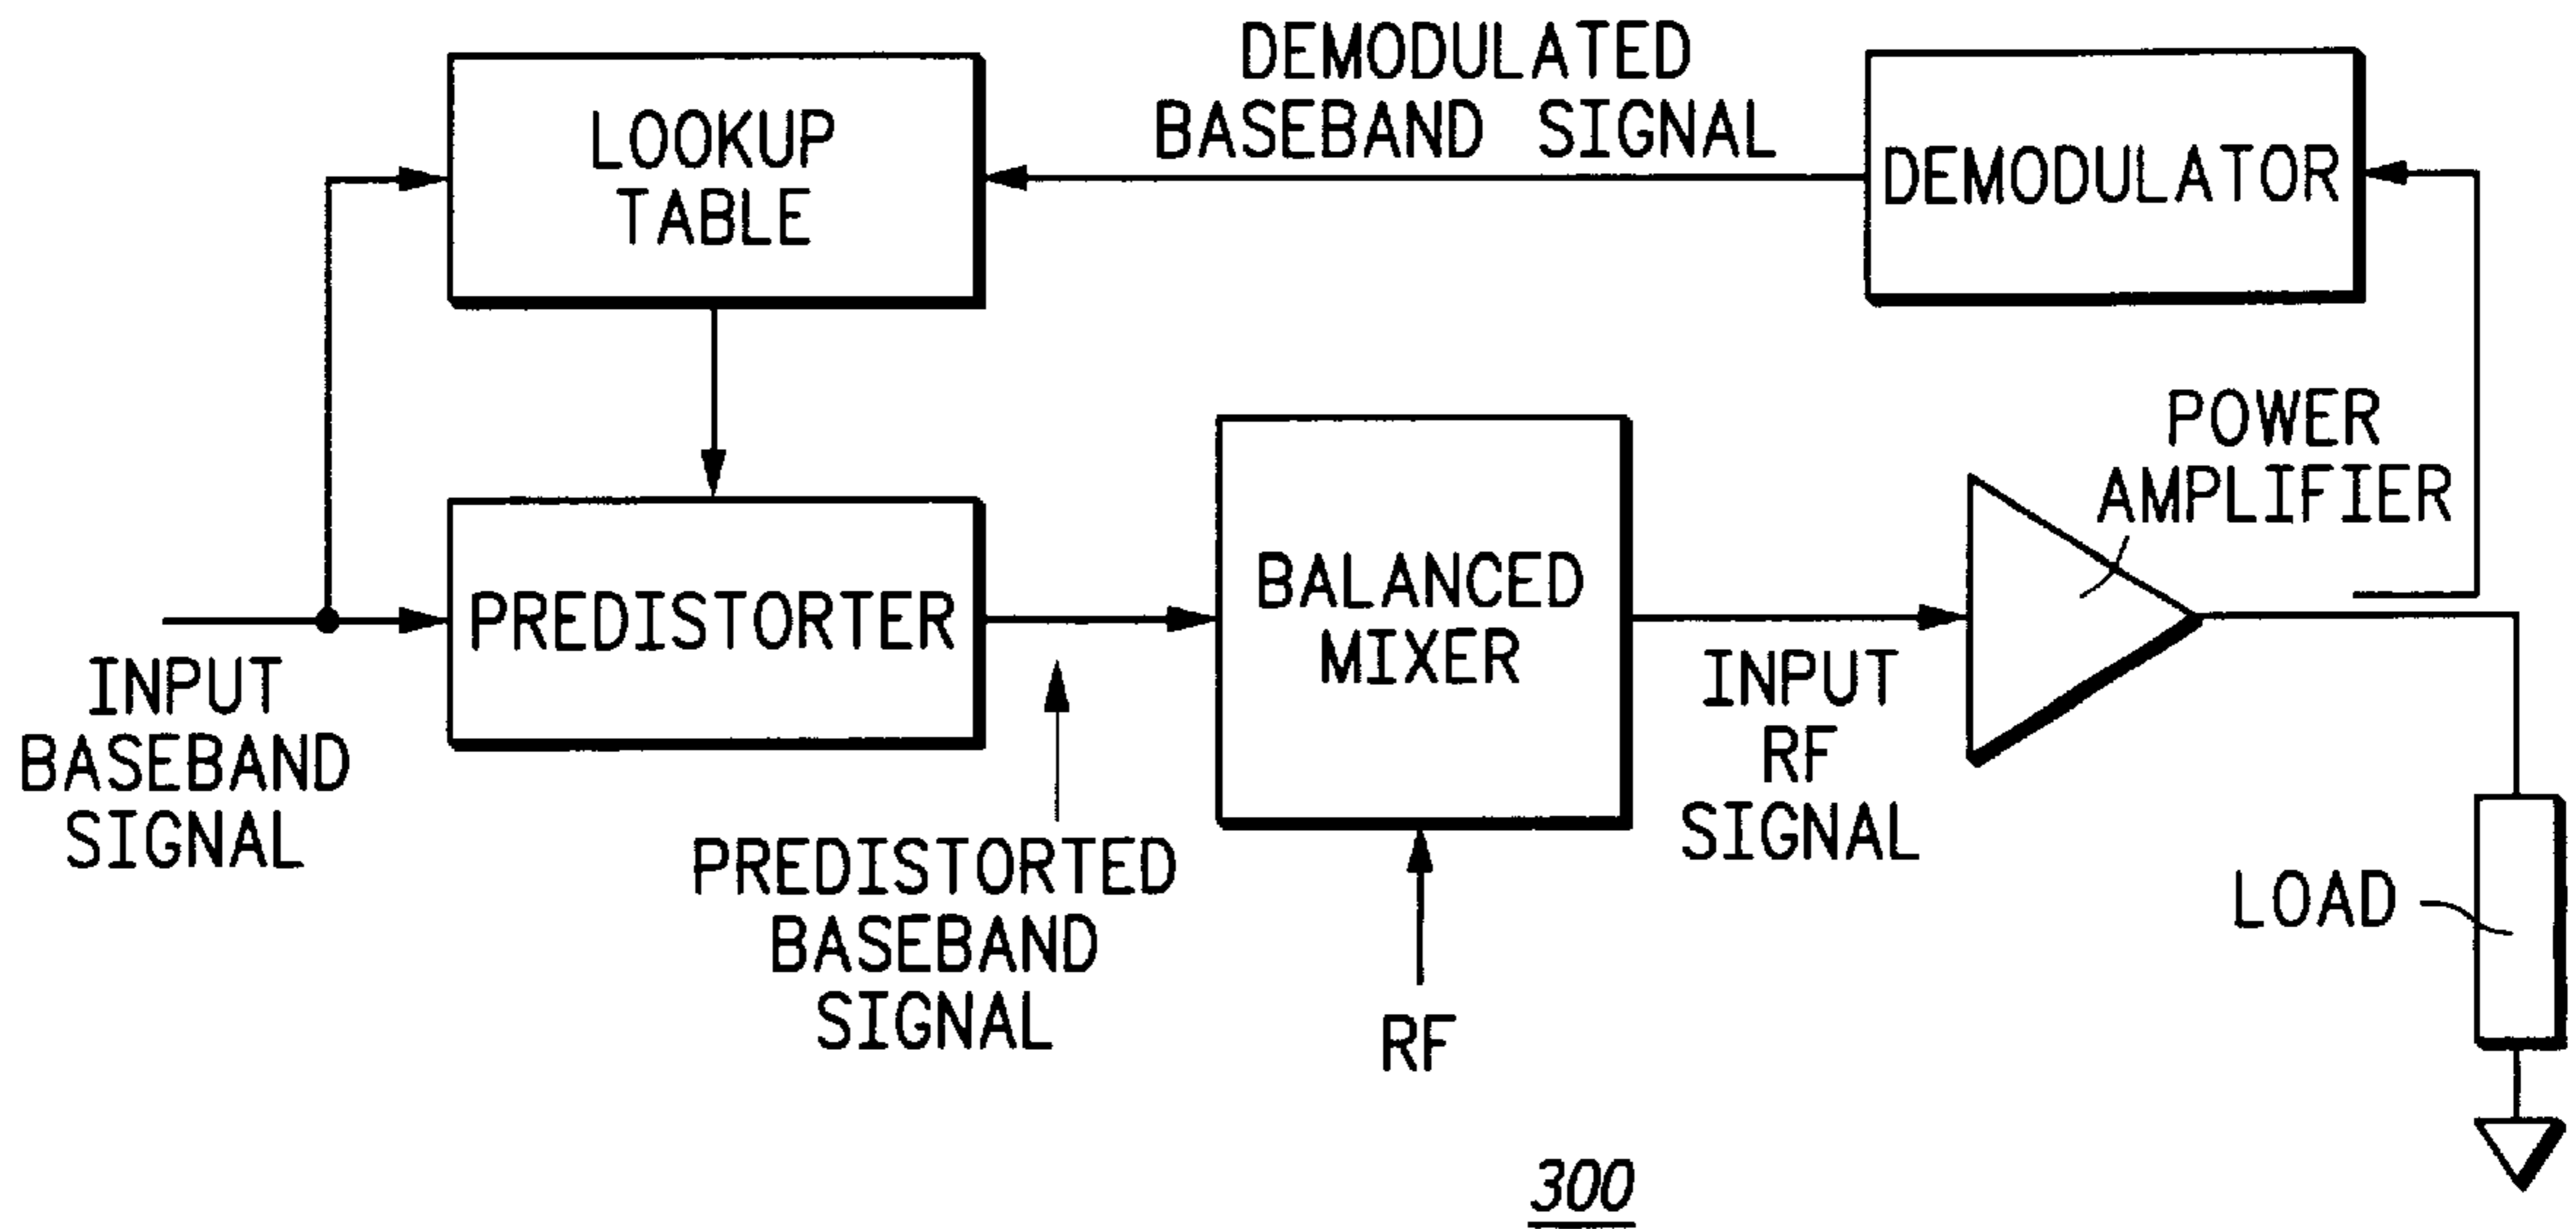 DEMODULATED
BASEBAND SIGNAL
LOOKUP
TABLE
DEMODULATOR
POWER
AMPLIFIER
PREDISTORTER
BALANCED
MIXER
INPUT
BASEBAND
SIGNAL
INPUT
RF
SIGNAL
PREDISTORTED
BASEBAND
SIGNAL
LOAD
RF
300